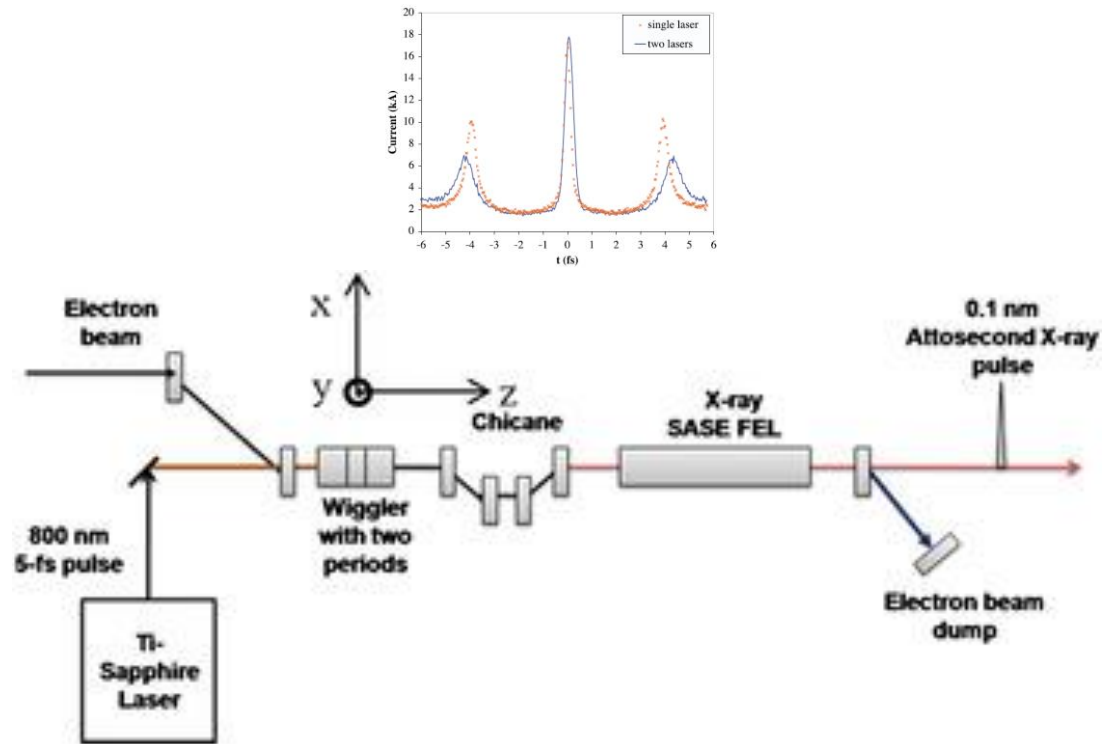 20
18
16
14
12
10
8
6
4
2
0
Current (kA)
single laser
two lasers
-6 -5 -4 -3 -2 -1 0 1 2 3 4 5 6
t (fs)
Electron
beam
x
y
z
Chicane
X-ray
SASE FEL
0.1 nm
Attosecond X-ray
pulse
Wiggler
with two
periods
800 nm
5-fs pulse
Ti-
Sapphire
Laser
Electron beam
dump